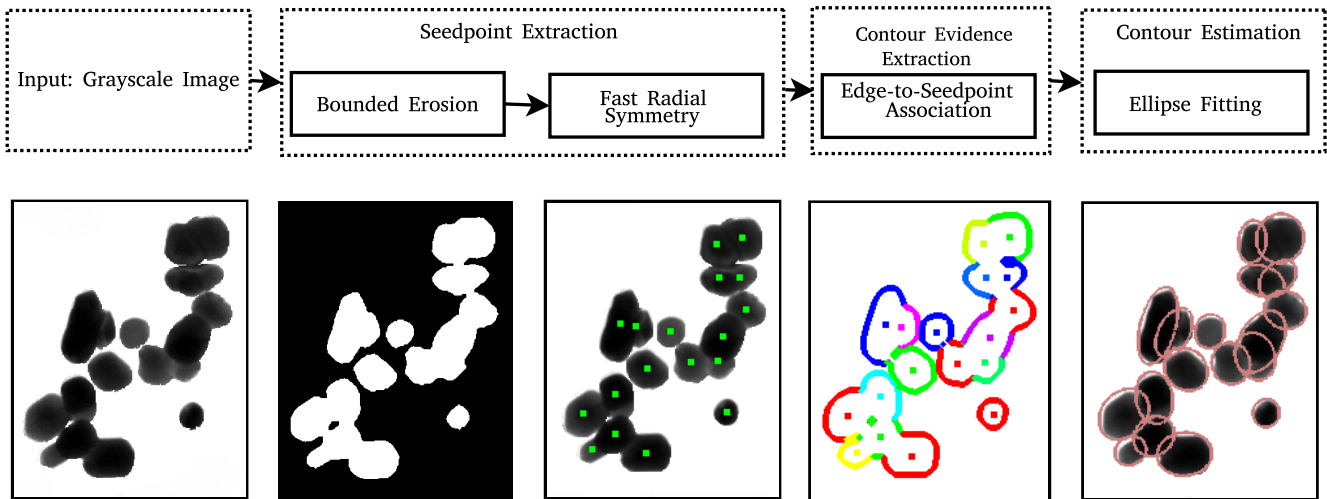 Input: Grayscale Image
Seedpoint Extraction
Bounded Erosion
Fast Radial
Symmetry
Contour Evidence
Extraction
Edge-to-Seedpoint
Association
Contour Estimation
Ellipse Fitting